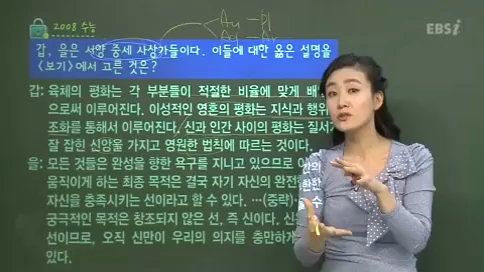 2008 수능
Au - 플
Aq - 아
EBSi
갑, 을은 서양 중세 사상가들이다. 이들에 대한 옳은 설명을
<보기>에서 고른 것은?
갑: 육체의 평화는 각 부분들이 적절한 비율에 맞게
으로써 이루어진다. 이성적인 영혼의 평화는 지식과 행위
조화를 통해서 이루어진다. 신과 인간 사이의 평화는 질서가
잘 잡힌 신앙을 가지고 영원한 법칙에 따르는 것이다.
을: 모든 것들은 완성을 향한 욕구를 지니고 있으므로
움직이게 하는 최종 목적은 결국 자기 자신의 완전한
자신을 충족시키는 선이라고 할 수 있다. …(중략)…
궁극적인 목적은 창조되지 않은 선, 즉 신이다.
선이므로, 오직 신만이 우리의 의지를 충만하게
있다.